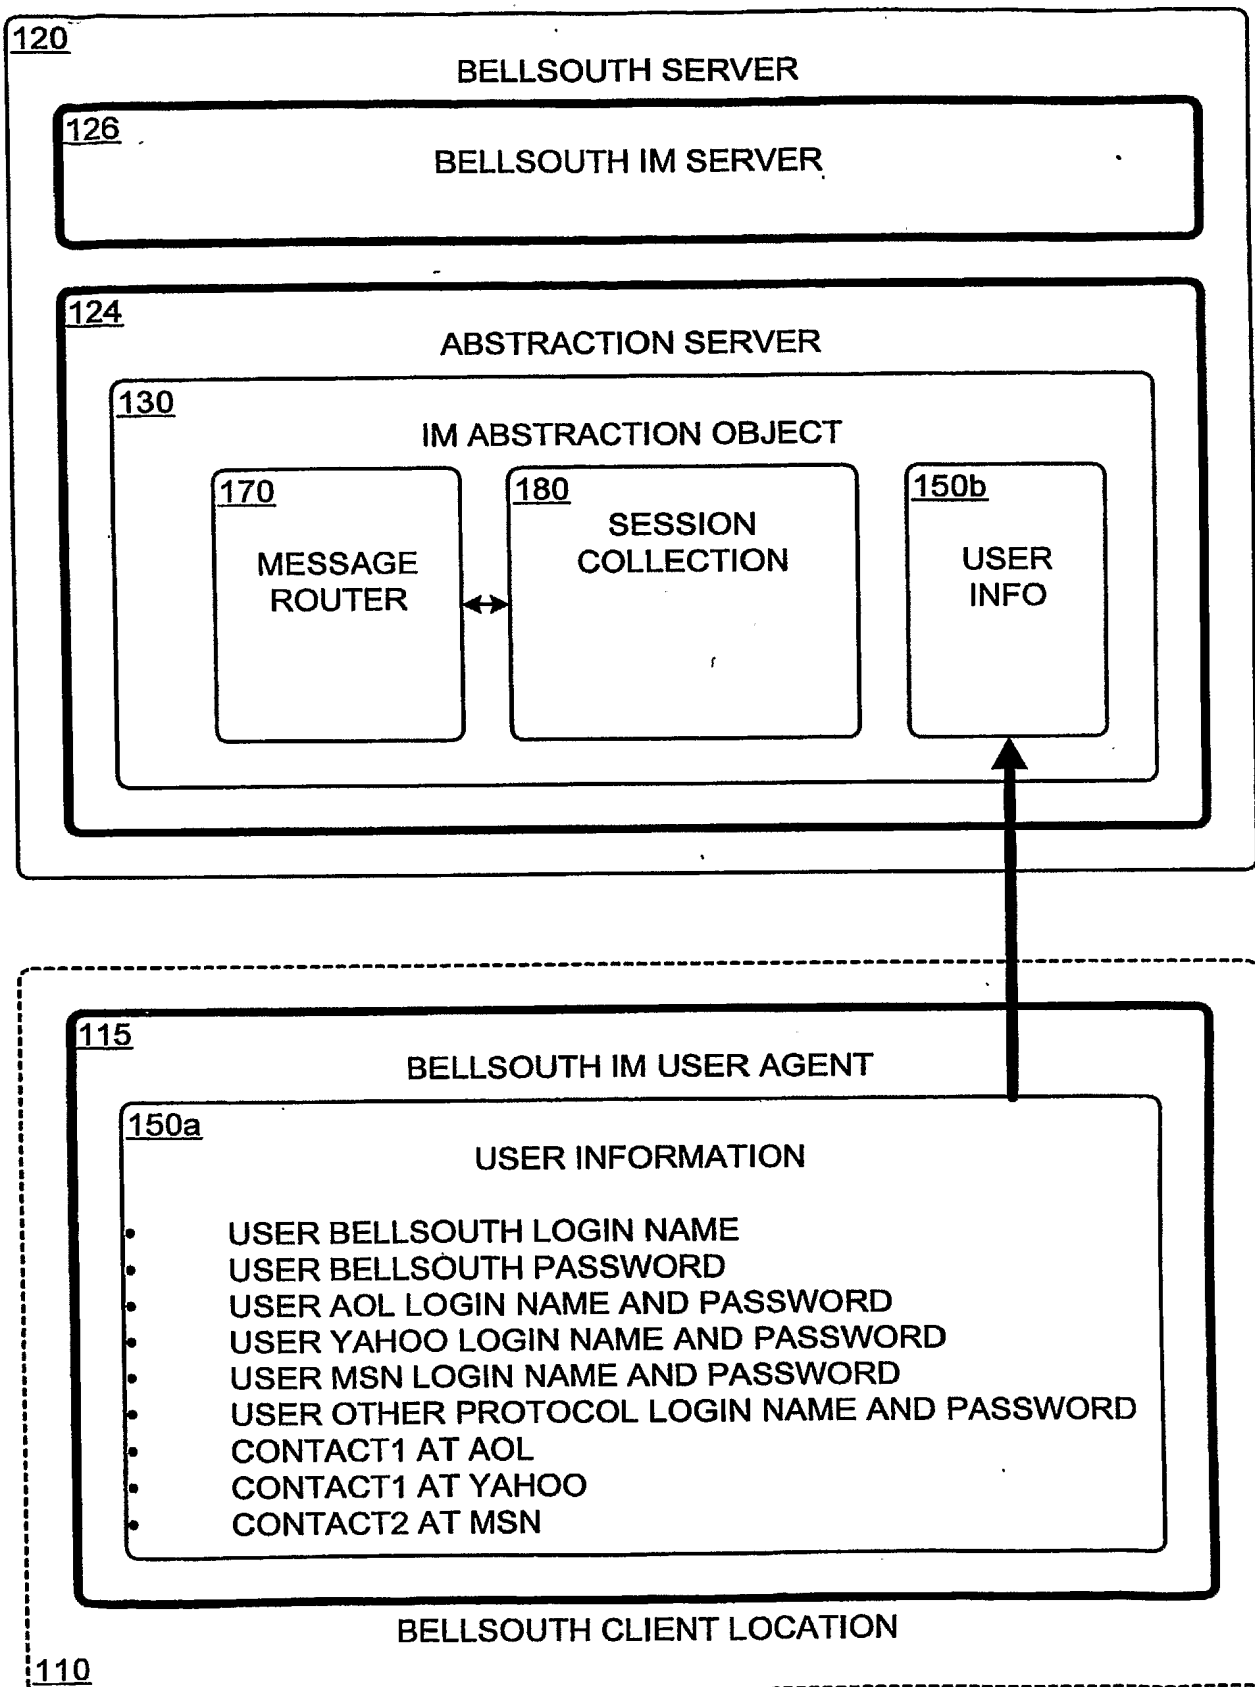 120
BELLSOUTH SERVER
126
BELLSOUTH IM SERVER
124
ABSTRACTION SERVER
130
IM ABSTRACTION OBJECT
170
MESSAGE
ROUTER
180
SESSION
COLLECTION
150b
USER
INFO
115
BELLSOUTH IM USER AGENT
150a
USER INFORMATION
• USER BELLSOUTH LOGIN NAME
• USER BELLSOUTH PASSWORD
• USER AOL LOGIN NAME AND PASSWORD
• USER YAHOO LOGIN NAME AND PASSWORD
• USER MSN LOGIN NAME AND PASSWORD
• USER OTHER PROTOCOL LOGIN NAME AND PASSWORD
• CONTACT1 AT AOL
• CONTACT1 AT YAHOO
• CONTACT2 AT MSN
BELLSOUTH CLIENT LOCATION
110